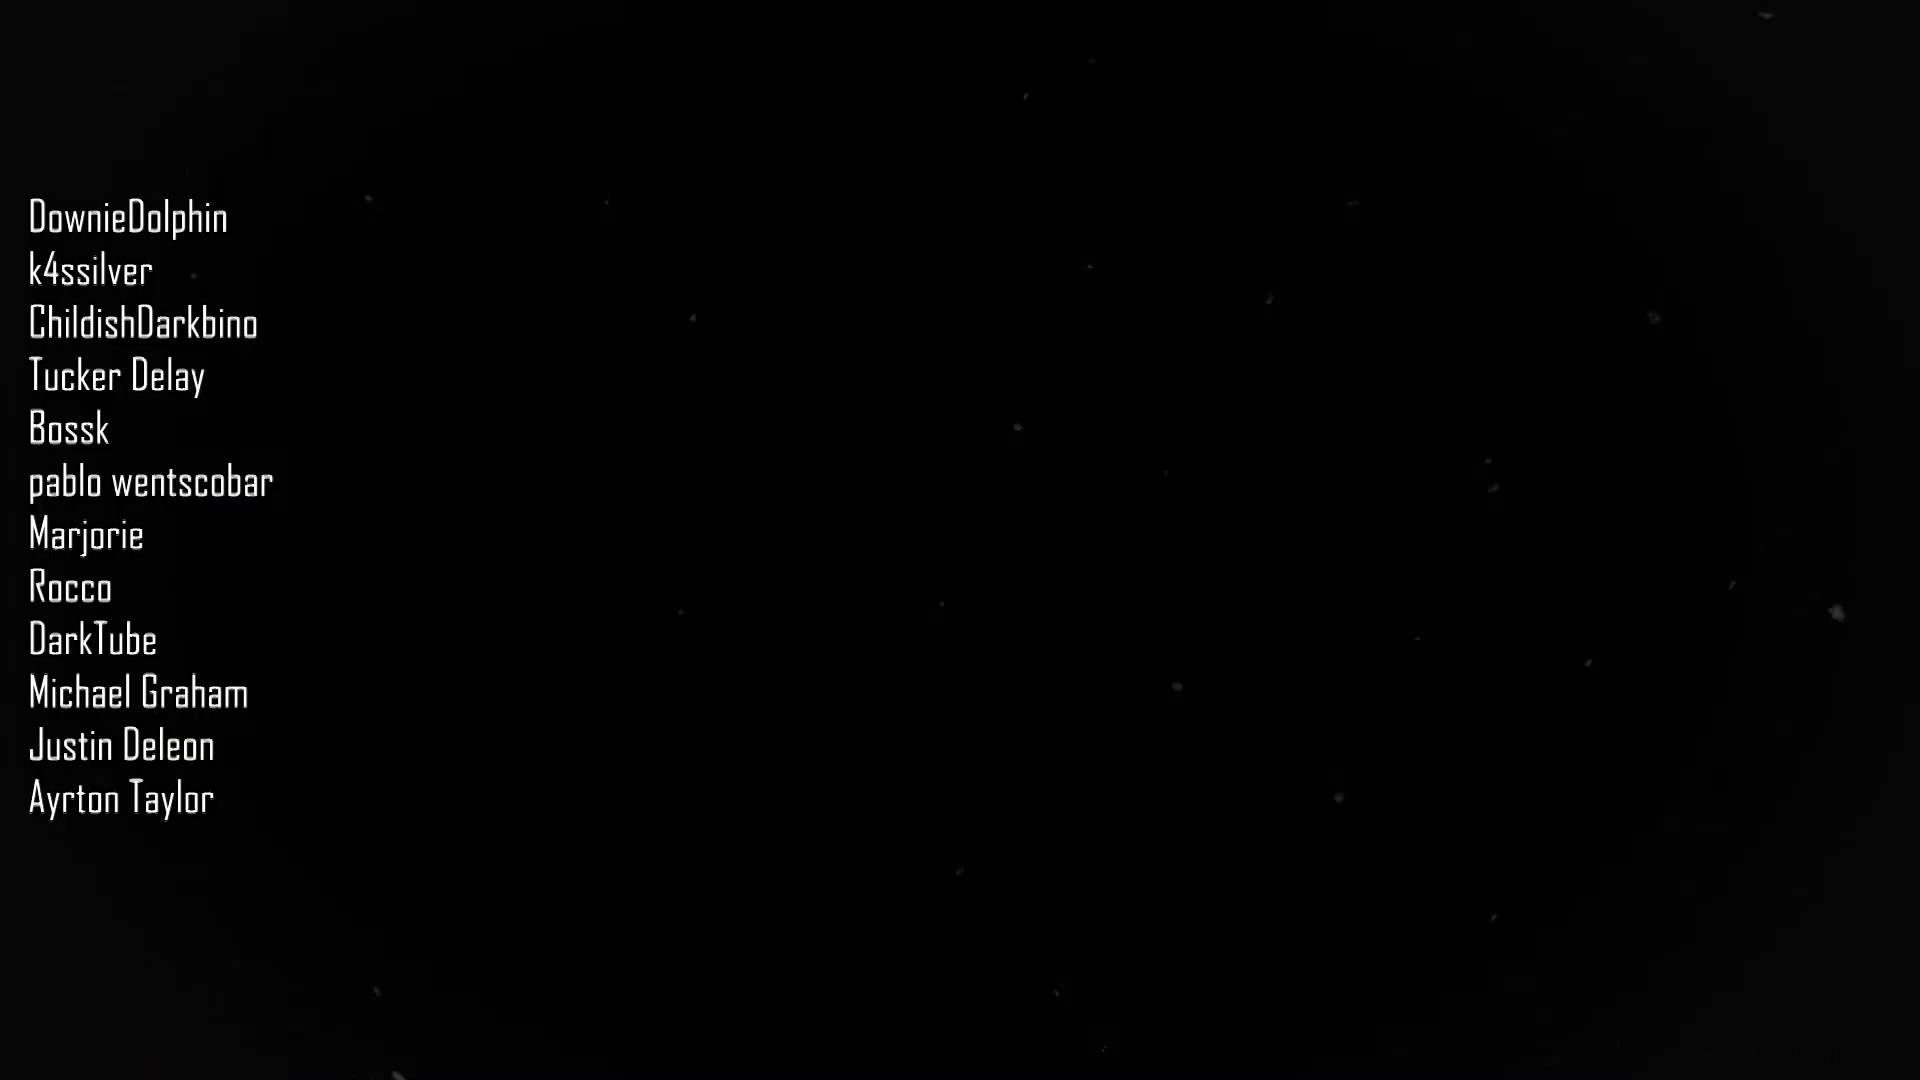 DownieDolphin
k4ssilver
ChildishDarkbino
Tucker Delay
Bossk
pablo wentscobar
Marjorie
Rocco
DarkTube
Michael Graham
Justin Deleon
Ayrton Taylor